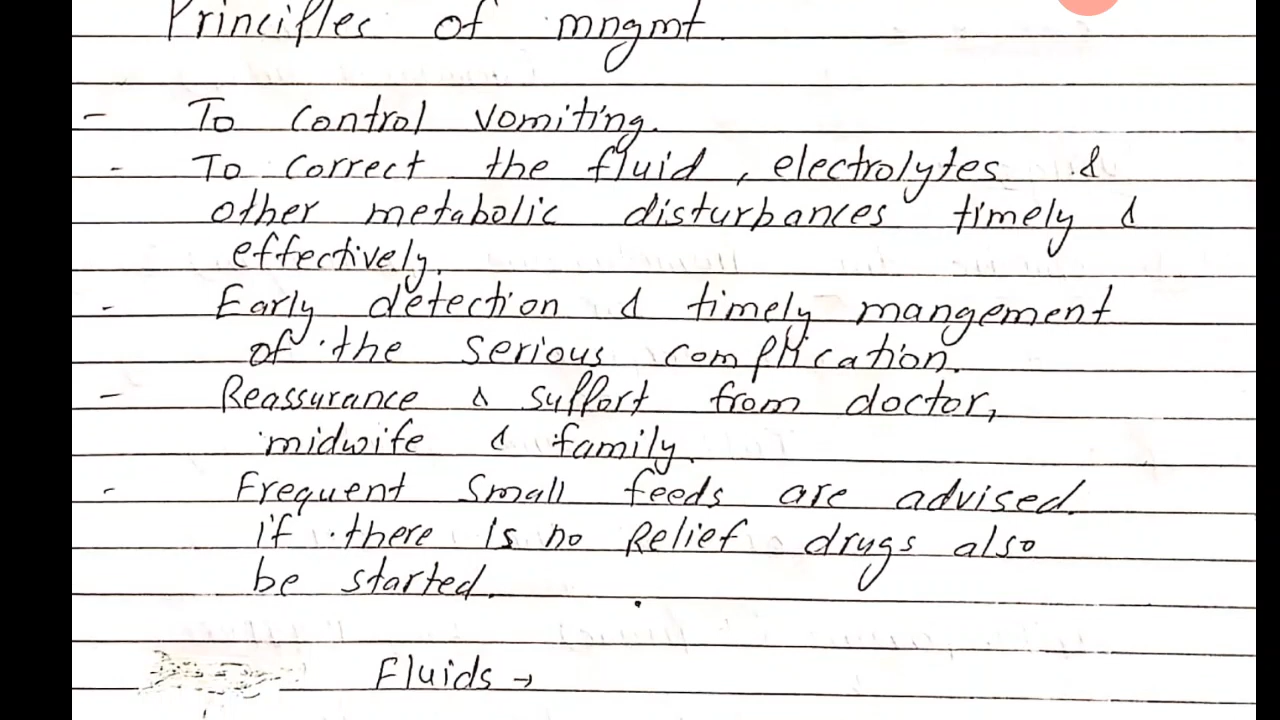 Principles of mngmt
- To control vomiting.
- To correct the fluid, electrolytes &
other metabolic disturbances timely &
effectively.
- Early detection & timely mangement
of the serious complication.
- Reassurance & support from doctor,
midwife & family.
- Frequent small feeds are advised.
if there is no Relief drugs also
be started.
Fluids →